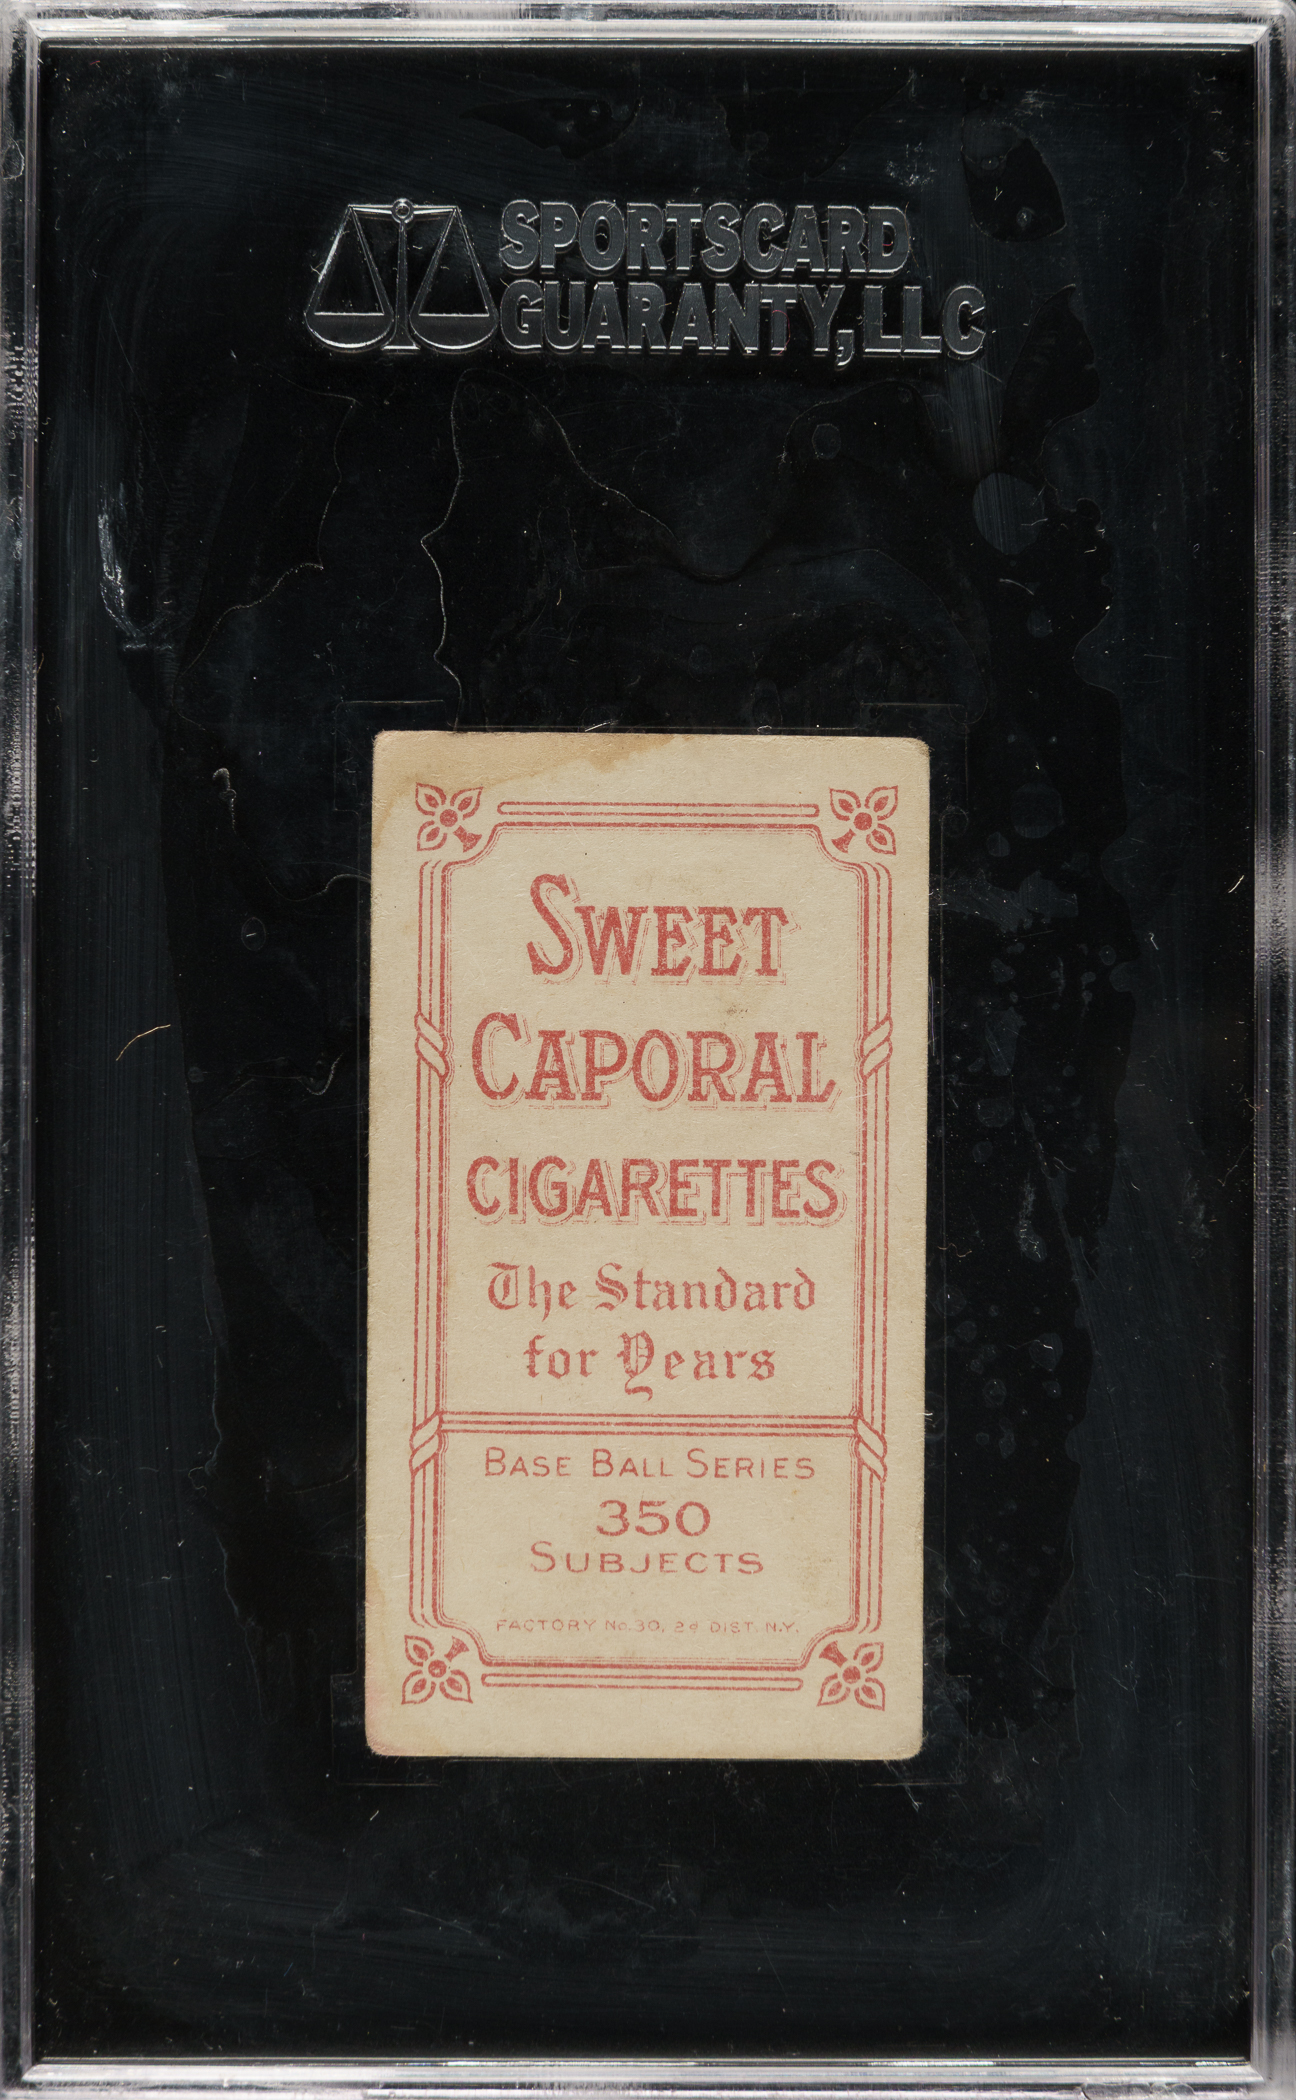 SPORTSCARD
GUARANTY, LLC
SWEET
CAPORAL
CIGARETTES
The Standard
for Years
BASE BALL SERIES
350
SUBJECTS
FACTORY No. 30, 2d DIST. N.Y.